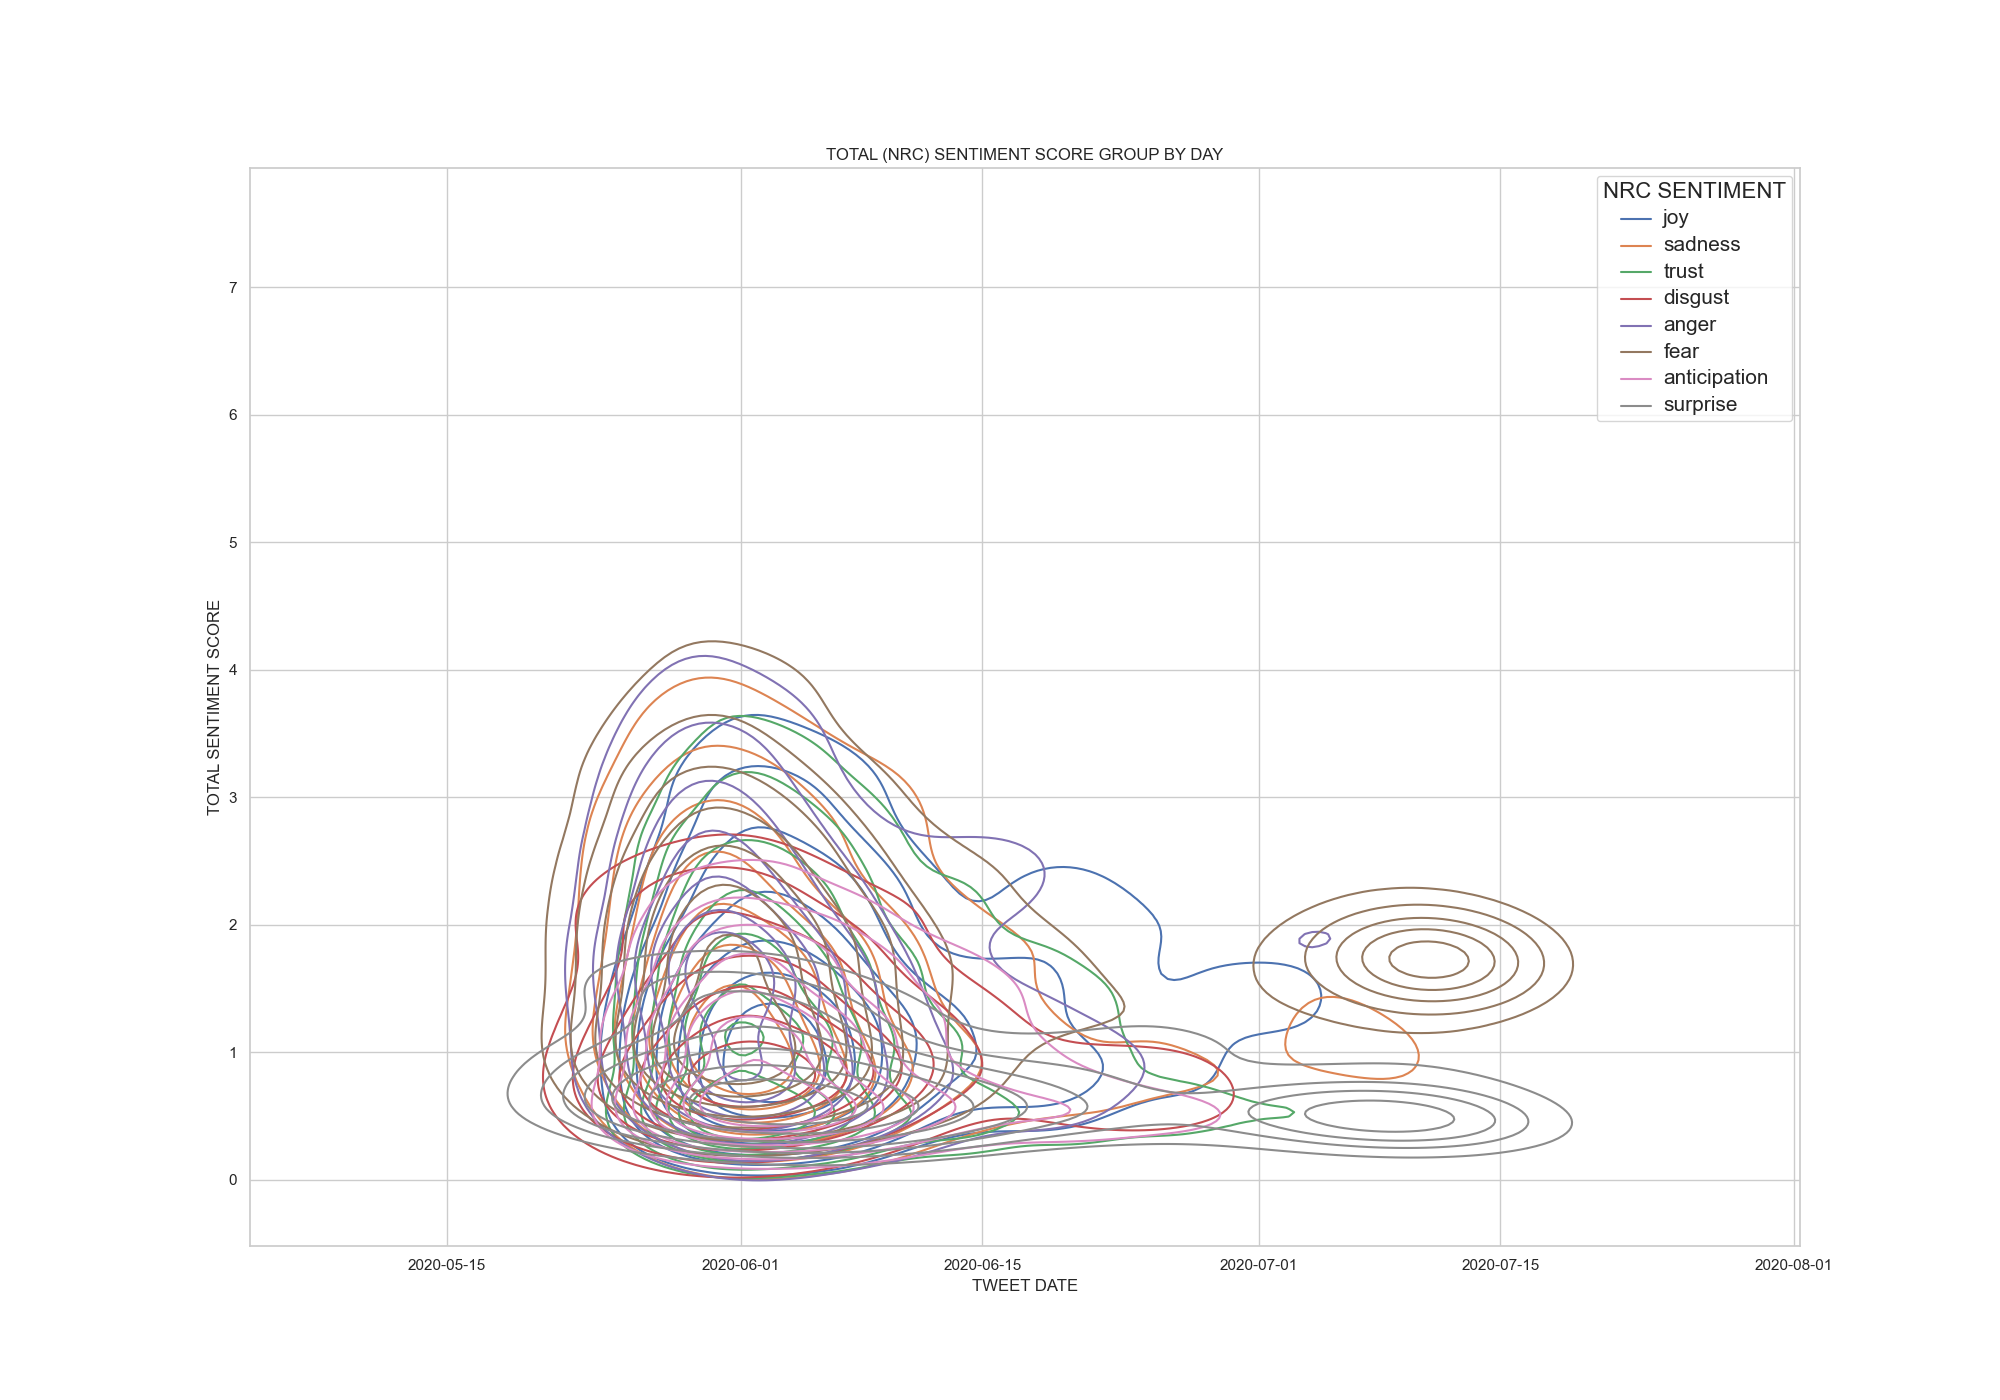 TOTAL (NRC) SENTIMENT SCORE GROUP BY DAY
NRC SENTIMENT
joy
sadness
trust
disgust
anger
fear
anticipation
surprise
TOTAL SENTIMENT SCORE
7
6
5
4
3
2
1
0
2020-05-15 2020-06-01 2020-06-15 2020-07-01 2020-07-15 2020-08-01
TWEET DATE